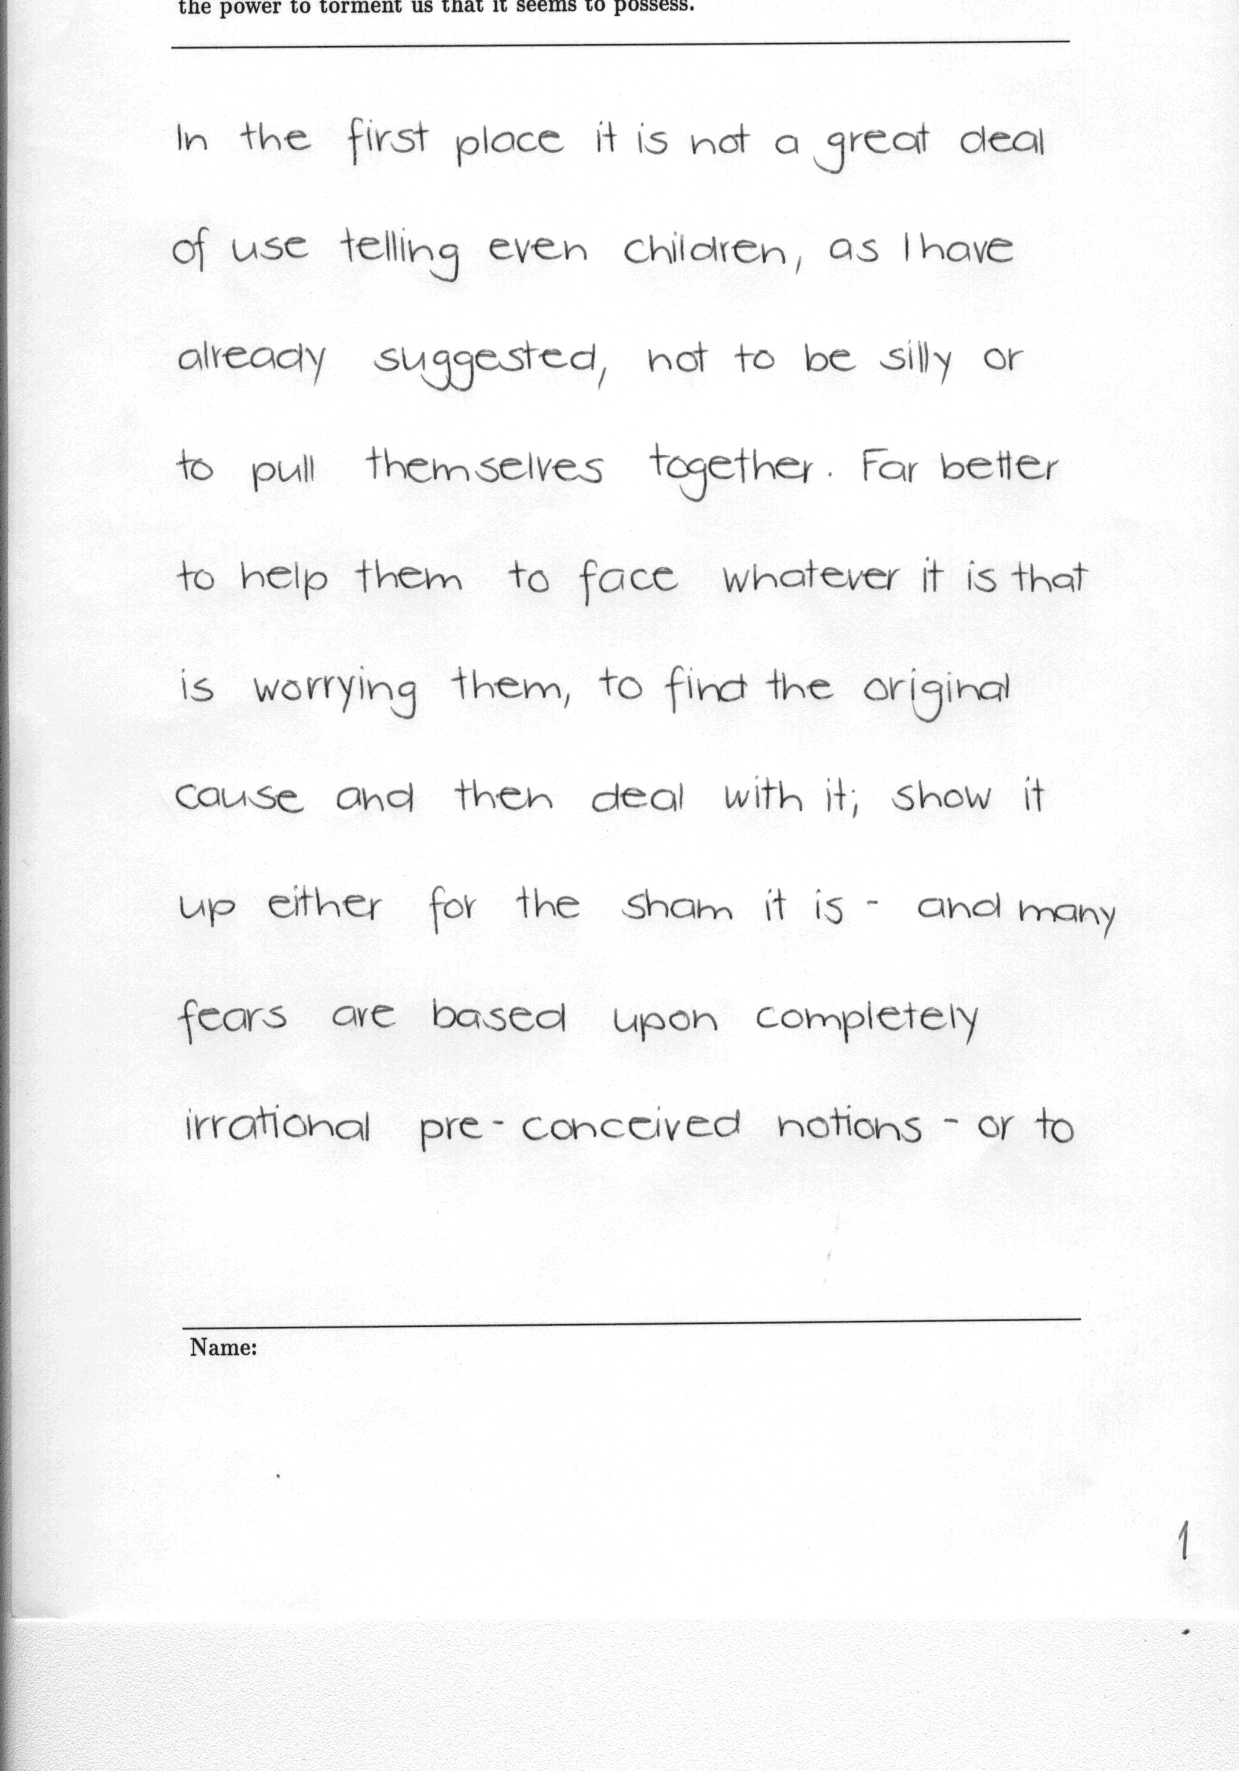 the power to torment us that it seems to possess.
In the first place it is not a great deal
of use telling even children, as I have
already suggested, not to be silly or
to pull themselves together. Far better
to help them to face whatever it is that
is worrying them, to find the original
cause and then deal with it; show it
up either for the sham it is - and many
fears are based upon completely
irrational pre-conceived notions - or to
Name:
1